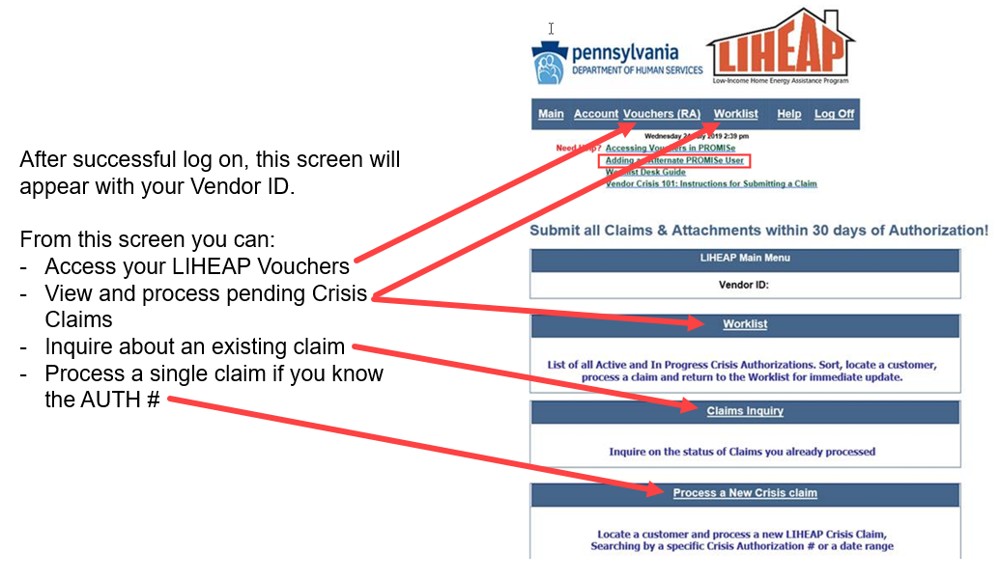 After successful log on, this screen will
appear with your Vendor ID.
From this screen you can:
- Access your LIHEAP Vouchers
- View and process pending Crisis
Claims
- Inquire about an existing claim
- Process a single claim if you know
the AUTH #
pennsylvania
DEPARTMENT OF HUMAN SERVICES
LIHEAP
Low-Income Home Energy Assistance Program
Main Account Vouchers (RA) Worklist Help Log Off
Wednesday 24 July 2019 2:39 pm
Need Help? Accessing Vouchers in PROMISe
Adding an Alternate PROMISe User
Worklist Desk Guide
Vendor Crisis 101: Instructions for Submitting a Claim
Submit all Claims & Attachments within 30 days of Authorization!
LIHEAP Main Menu
Vendor ID:
Worklist
List of all Active and In Progress Crisis Authorizations. Sort, locate a customer,
process a claim and return to the Worklist for immediate update.
Claims Inquiry
Inquire on the status of Claims you already processed
Process a New Crisis claim
Locate a customer and process a new LIHEAP Crisis Claim,
Searching by a specific Crisis Authorization # or a date range